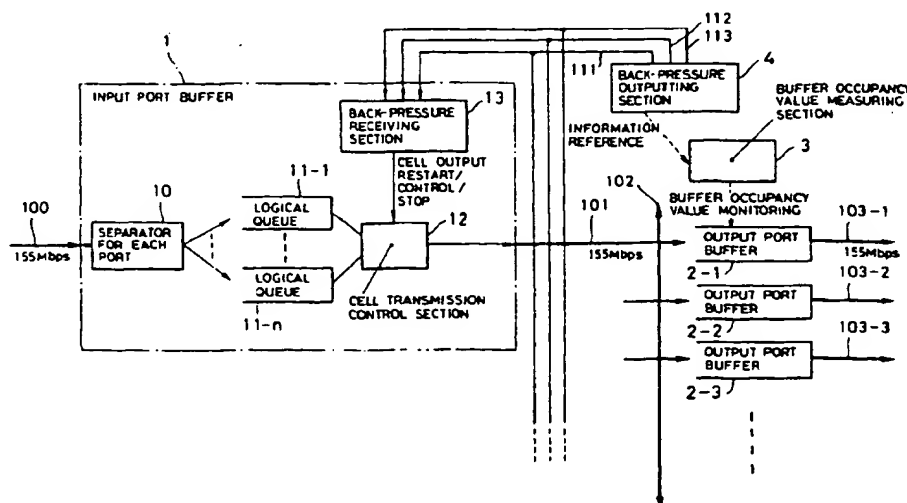 112
113
1
4
111
INPUT PORT BUFFER
13
BACK-PRESSURE
RECEIVING
SECTION
BACK-PRESSURE
OUTPUTTING
SECTION
BUFFER OCCUPANCY
VALUE MEASURING
SECTION
INFORMATION
REFERENCE
3
CELL OUTPUT
RESTART/
CONTROL/
STOP
11-1
10
100
155Mbps
SEPARATOR
FOR EACH
PORT
LOGICAL
QUEUE
LOGICAL
QUEUE
11-n
12
CELL TRANSMISSION
CONTROL SECTION
101
102
155Mbps
BUFFER OCCUPANCY
VALUE MONITORING
103-1
OUTPUT PORT
BUFFER
155Mbps
2-1
103-2
OUTPUT PORT
BUFFER
2-2
103-3
OUTPUT PORT
BUFFER
2-3